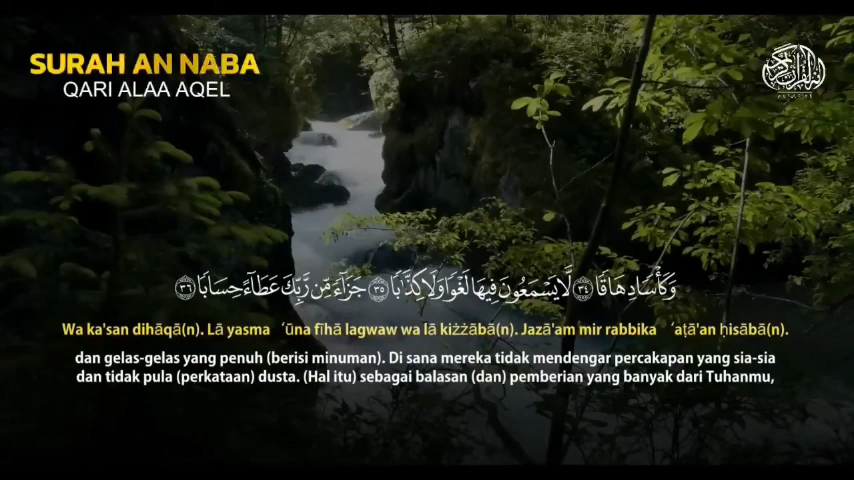 SURAH AN NABA
QARI ALAA AQEL
وَكَأْسًا دِهَاقًا ٣٤ لَّا يَسْمَعُونَ فِيهَا لَغْوًا وَلَا كِذَّابًا ٣٥ جَزَآءً مِّن رَّبِّكَ عَطَآءً حِسَابًا ٣٦
Wa ka'san dihāqā(n). Lā yasma ‘ūna fīhā lagwaw wa lā kiżżābā(n). Jazā'am mir rabbika ‘aṭā'an ḥisābā(n).
dan gelas-gelas yang penuh (berisi minuman). Di sana mereka tidak mendengar percakapan yang sia-sia
dan tidak pula (perkataan) dusta. (Hal itu) sebagai balasan (dan) pemberian yang banyak dari Tuhanmu,